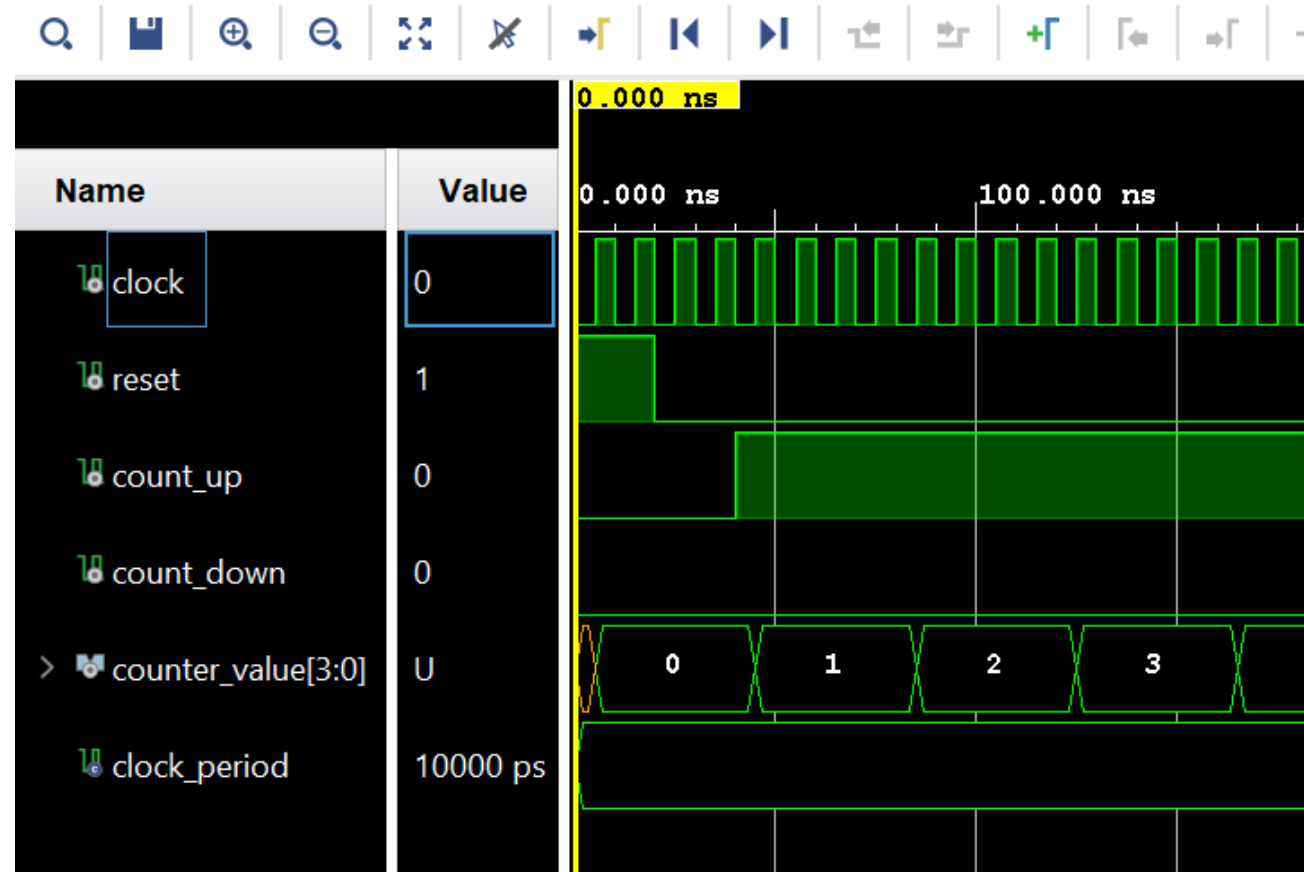 0.000 ns
Name Value 0.000 ns 100.000 ns
clock 0
reset 1
count_up 0
count_down 0
counter_value[3:0] U 0 1 2 3
clock_period 10000 ps